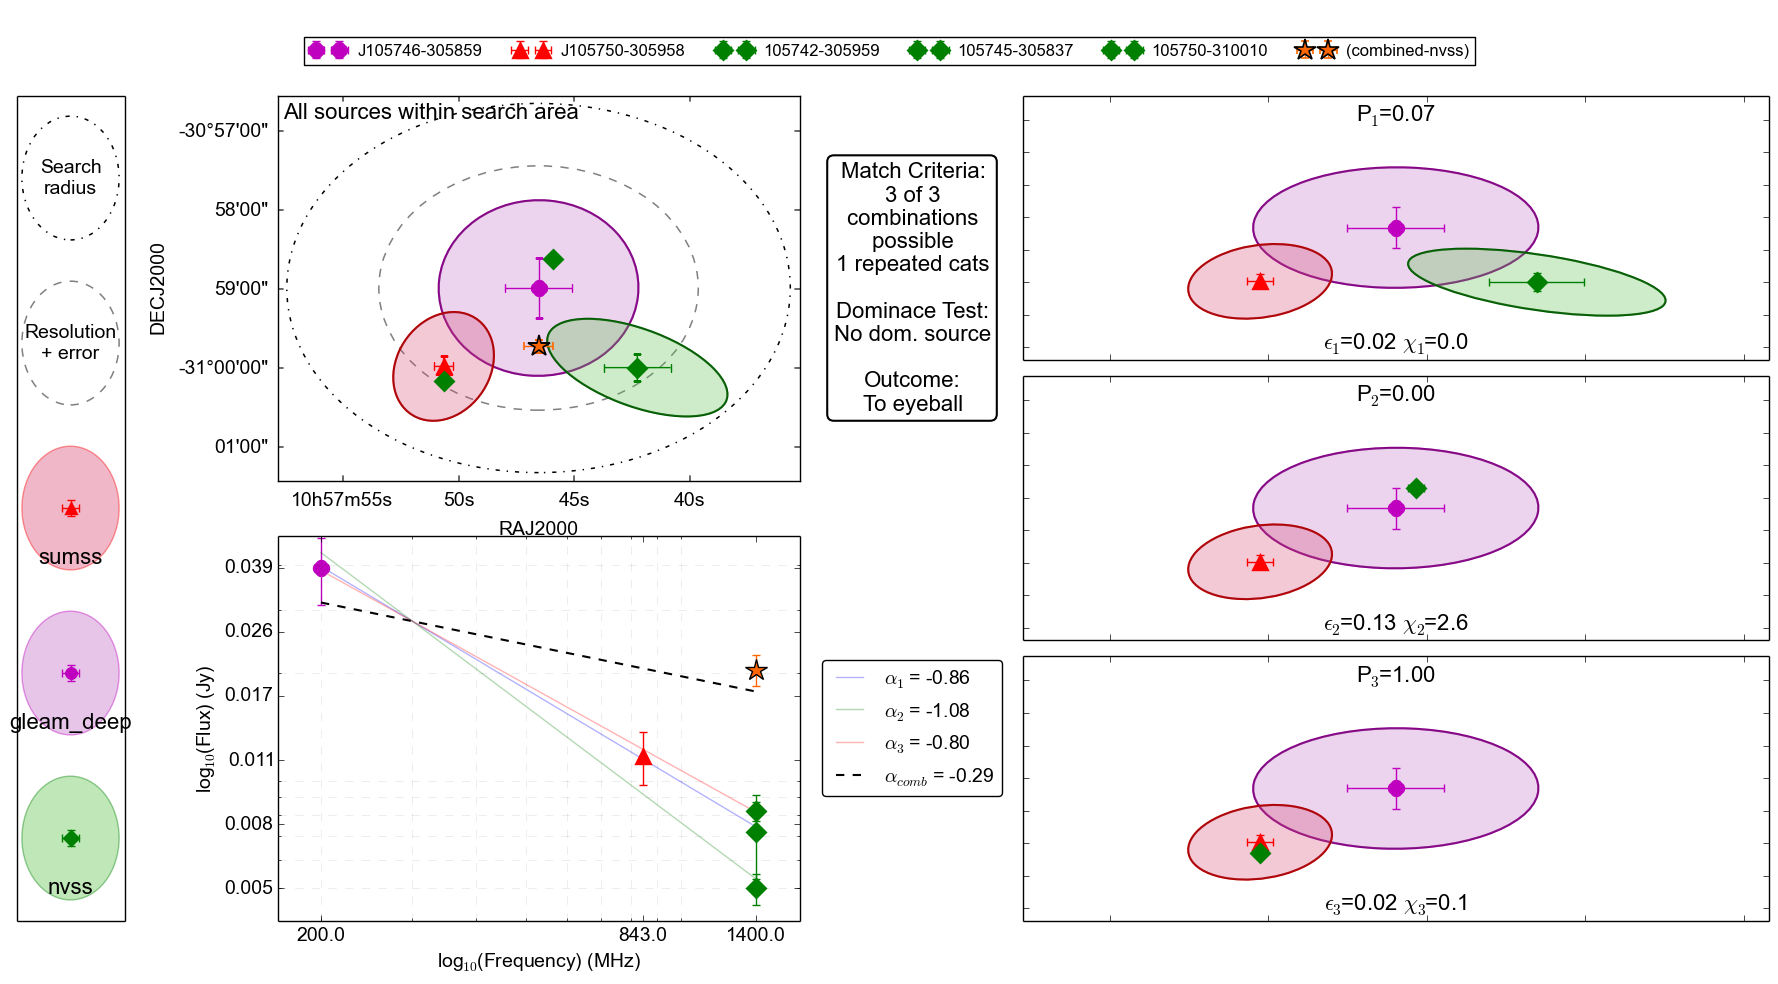 J105746-305859 J105750-305958 105742-305959 105745-305837 105750-310010 (combined-nvss)
Search
radius
Resolution
+ error
sumss
gleam_deep
nvss
All sources within search area
DECJ2000
-30°57'00"
58'00"
59'00"
-31°00'00"
01'00"
10h57m55s 50s 45s 40s
RAJ2000
Match Criteria:
3 of 3
combinations
possible
1 repeated cats
Dominace Test:
No dom. source
Outcome:
To eyeball
log₁₀(Flux) (Jy)
0.039
0.026
0.017
0.011
0.008
0.005
200.0 843.0 1400.0
log₁₀(Frequency) (MHz)
α₁ = -0.86
α₂ = -1.08
α₃ = -0.80
α_comb = -0.29
P₁=0.07
ϵ₁=0.02 χ₁=0.0
P₂=0.00
ϵ₂=0.13 χ₂=2.6
P₃=1.00
ϵ₃=0.02 χ₃=0.1